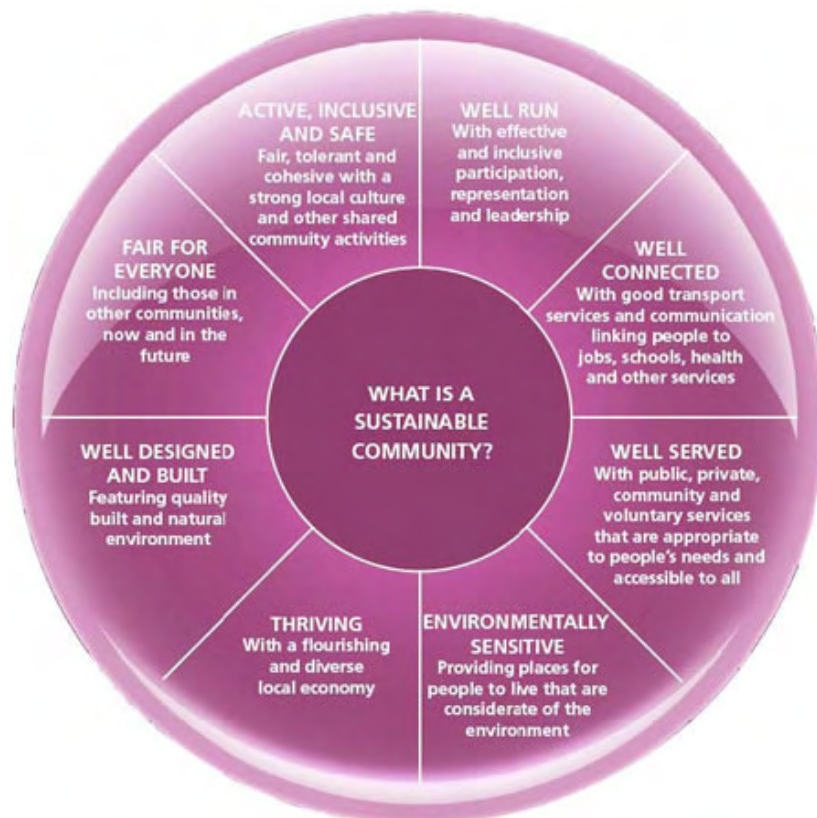 ACTIVE, INCLUSIVE
AND SAFE
Fair, tolerant and
cohesive with a
strong local culture
and other shared
commuity activities
WELL RUN
With effective
and inclusive
participation,
representation
and leadership
WELL
CONNECTED
With good transport
services and communication
linking people to
jobs, schools, health
and other services
WELL SERVED
With public, private,
community and
voluntary services
that are appropriate
to people's needs and
accessible to all
ENVIRONMENTALLY
SENSITIVE
Providing places for
people to live that are
considerate of the
environment
THRIVING
With a flourishing
and diverse
local economy
WELL DESIGNED
AND BUILT
Featuring quality
built and natural
environment
FAIR FOR
EVERYONE
Including those in
other communities,
now and in the
future
WHAT IS A
SUSTAINABLE
COMMUNITY?